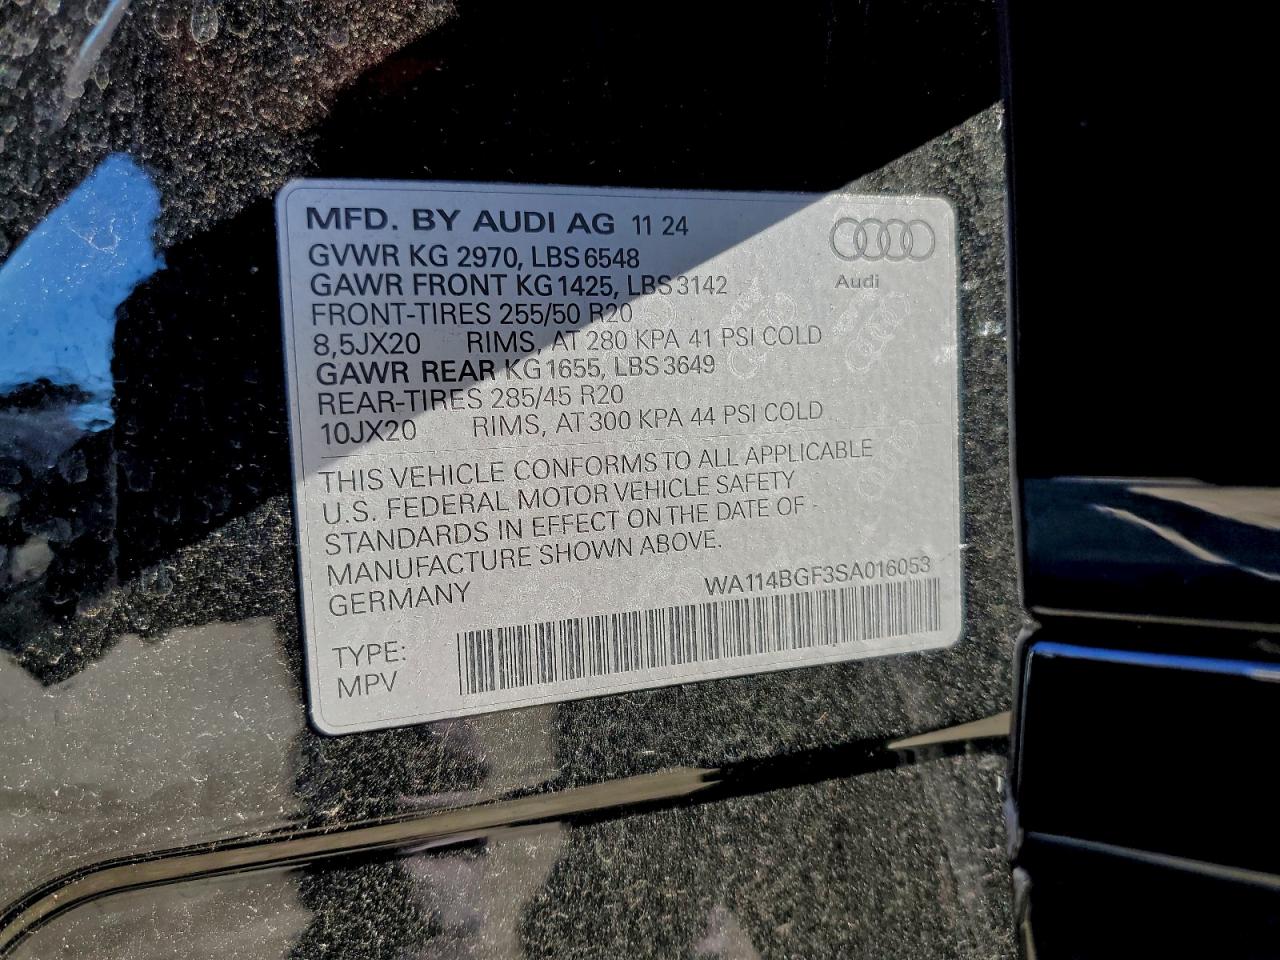 MFD. BY AUDI AG 11 24
GVWR KG 2970, LBS 6548
GAWR FRONT KG 1425, LBS 3142
FRONT-TIRES 255/50 R20
8,5JX20 RIMS, AT 280 KPA 41 PSI COLD
GAWR REAR KG 1655, LBS 3649
REAR-TIRES 285/45 R20
10JX20 RIMS, AT 300 KPA 44 PSI COLD
Audi
THIS VEHICLE CONFORMS TO ALL APPLICABLE
U.S. FEDERAL MOTOR VEHICLE SAFETY
STANDARDS IN EFFECT ON THE DATE OF -
MANUFACTURE SHOWN ABOVE.
GERMANY
WA114BGF3SA016053
TYPE:
MPV